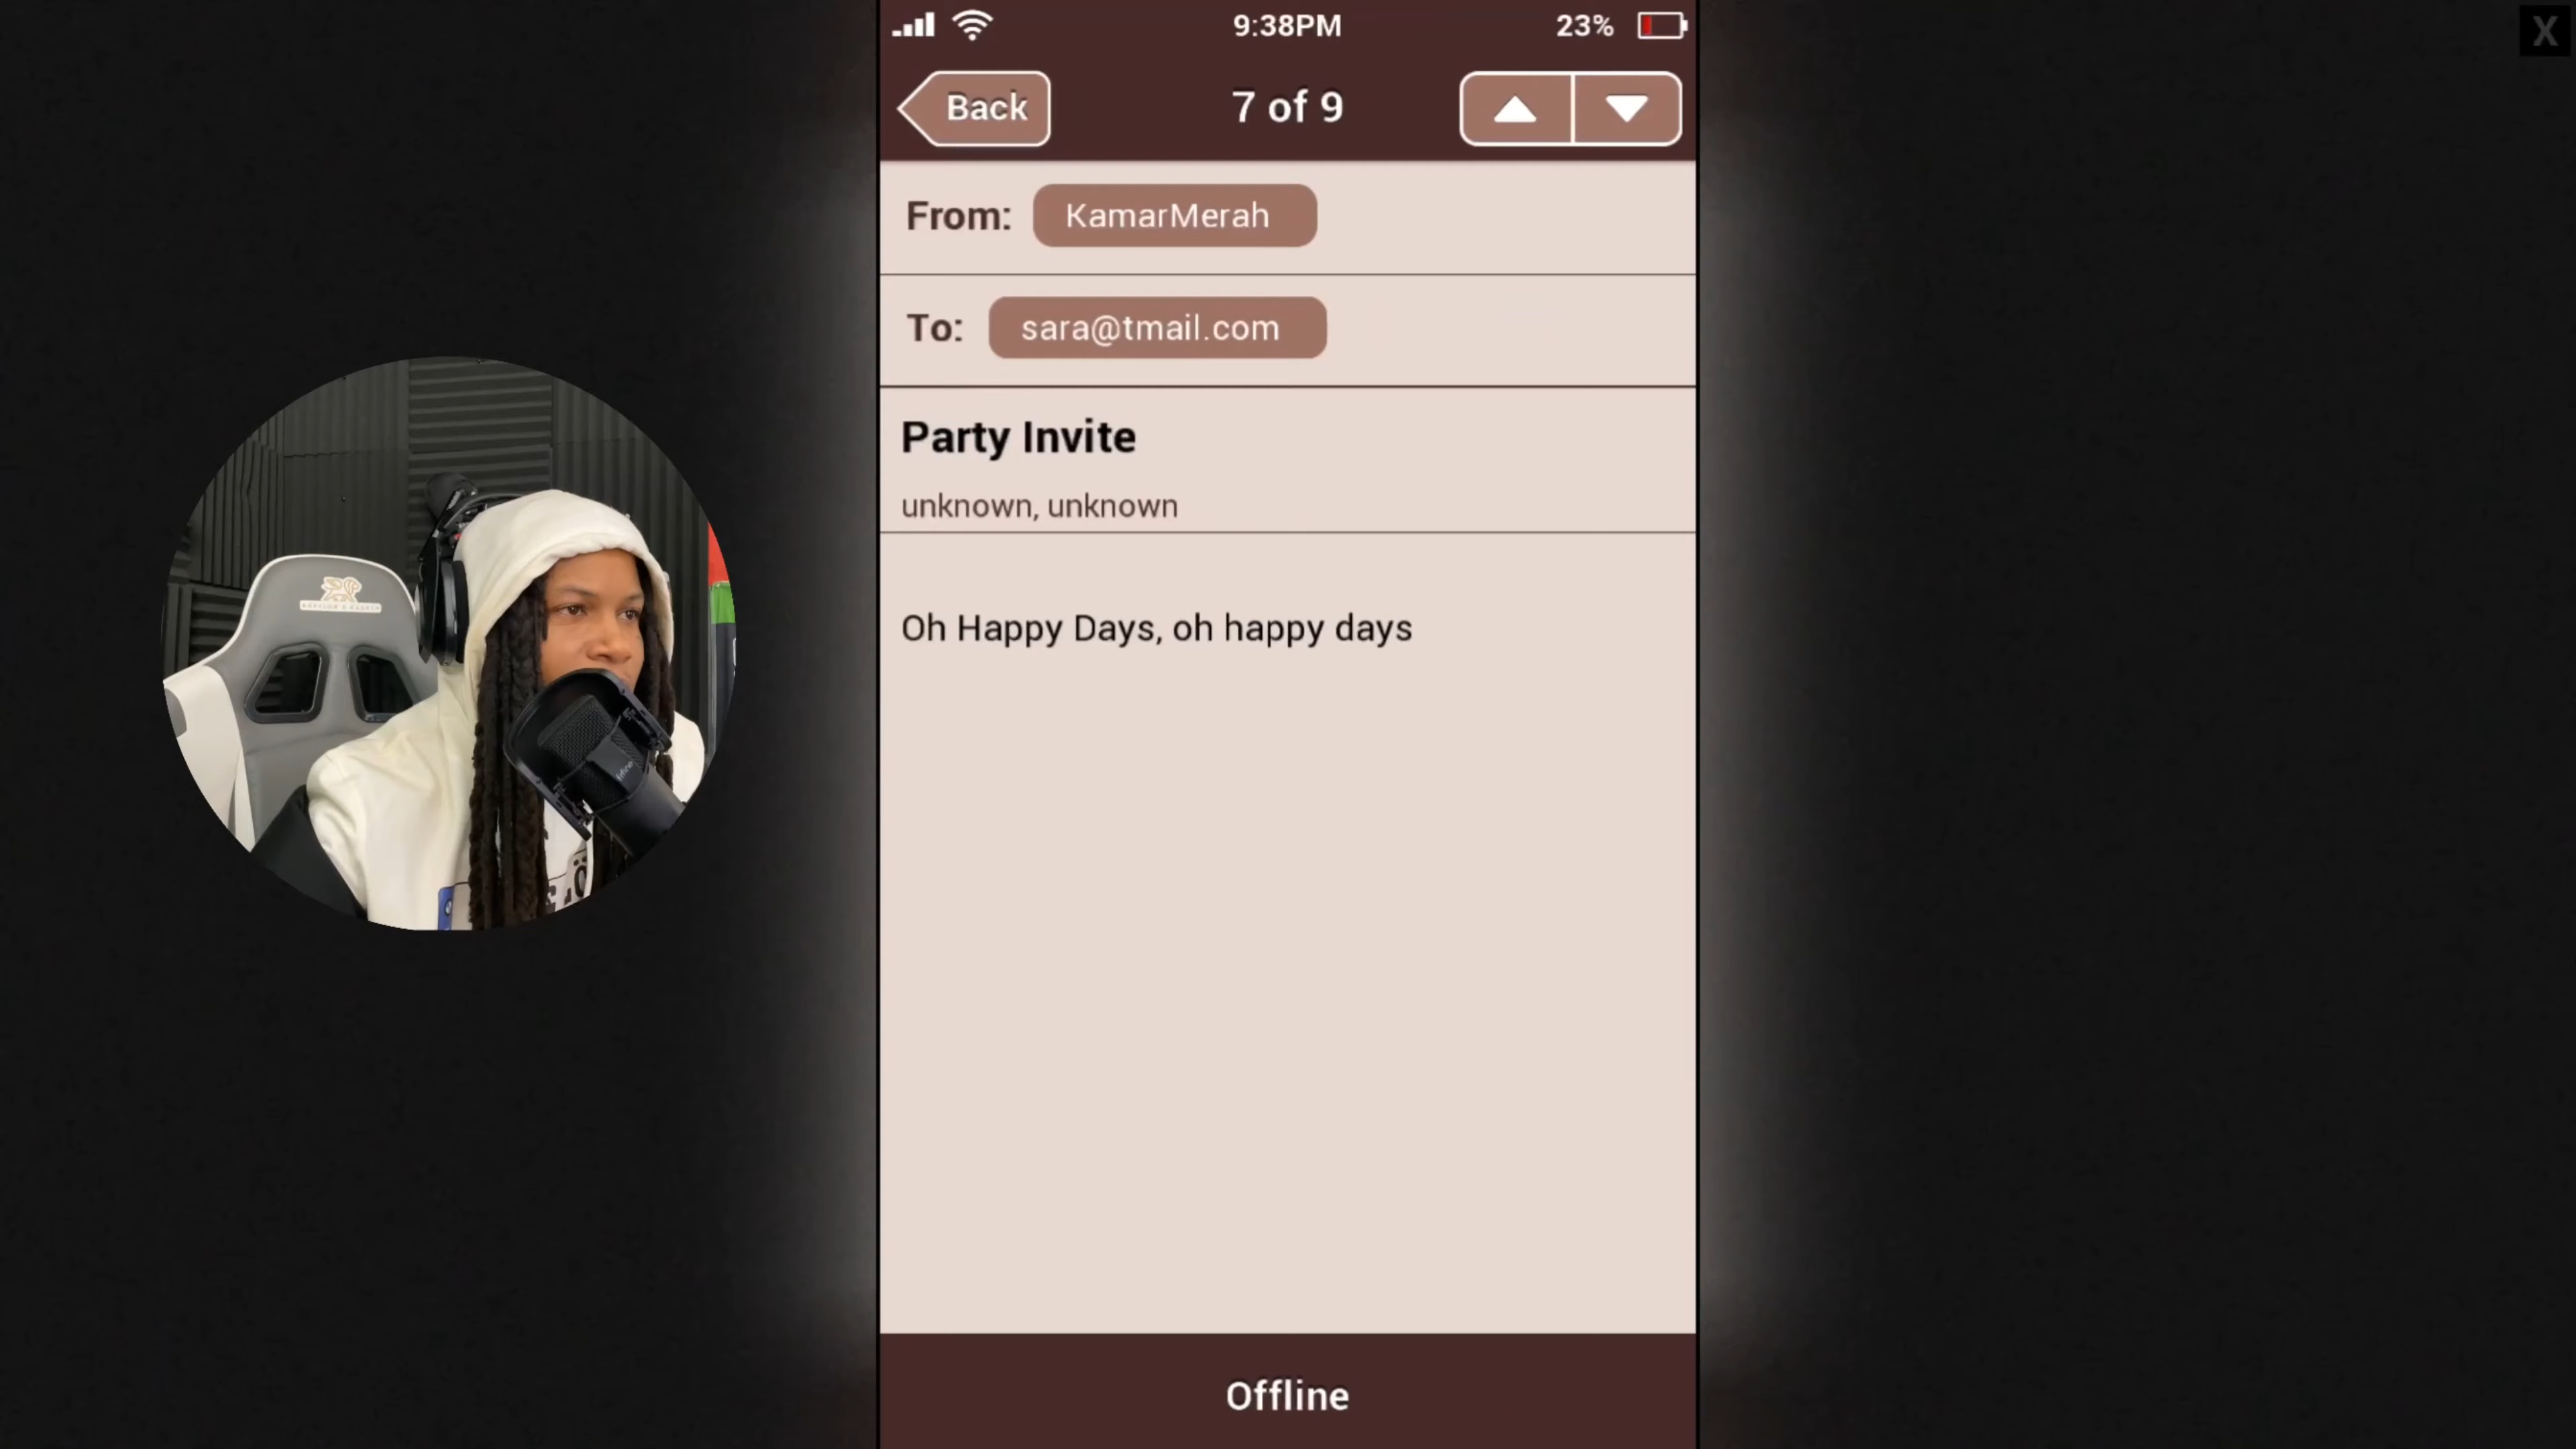 9:38PM
23%
X
Back
7 of 9
From: KamarMerah
To: sara@tmail.com
Party Invite
unknown, unknown
Oh Happy Days, oh happy days
Offline